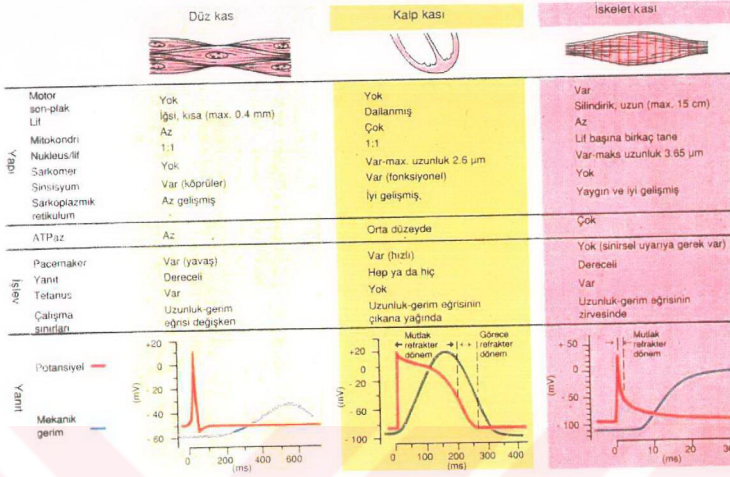 Düz kas Kalp kası İskelet kası
Yapı
Motor son-plak Yok Yok Var
Lif İğsi, kısa (max. 0.4 mm) Dallanmış Silindirik, uzun (max. 15 cm)
Mitokondri Az Çok Az
Nukleus/lif 1:1 1:1 Lif başına birkaç tane
Sarkomer Yok Var-max. uzunluk 2.6 µm Var-maks uzunluk 3.65 µm
Sinsisyum Var (köprüler) Var (fonksiyonel) Yok
Sarkoplazmik retikulum Az gelişmiş İyi gelişmiş, Yaygın ve iyi gelişmiş
ATPaz Az Orta düzeyde Çok
İşlev
Pacemaker Var (yavaş) Var (hızlı) Yok (sinirsel uyarıya gerek var)
Yanıt Dereceli Hep ya da hiç Dereceli
Tetanus Var Yok Var
Çalışma sınırları Uzunluk-gerim eğrisi değişken Uzunluk-gerim eğrisinin çıkana yağında Uzunluk-gerim eğrisinin zirvesinde
Yanıt
Potansiyel
Mekanik gerim
+20
0
- 20
- 40
- 60
(mV)
0 200 400 600
(ms)
Mutlak refrakter dönem
Görece refrakter dönem
+20
0
- 50
- 100
(mV)
0 100 200 300 400
(ms)
Mutlak refrakter dönem
+ 50
0
- 50
- 100
(mV)
0 10 20 30
(ms)